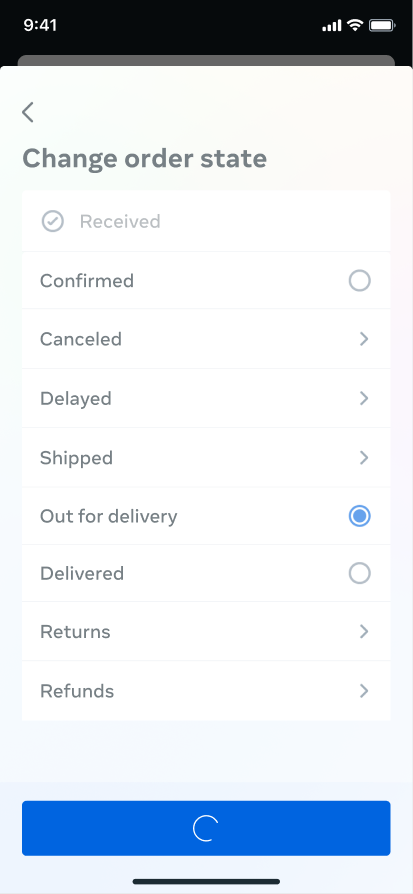 9:41
Change order state
Received
Confirmed
Canceled
Delayed
Shipped
Out for delivery
Delivered
Returns
Refunds